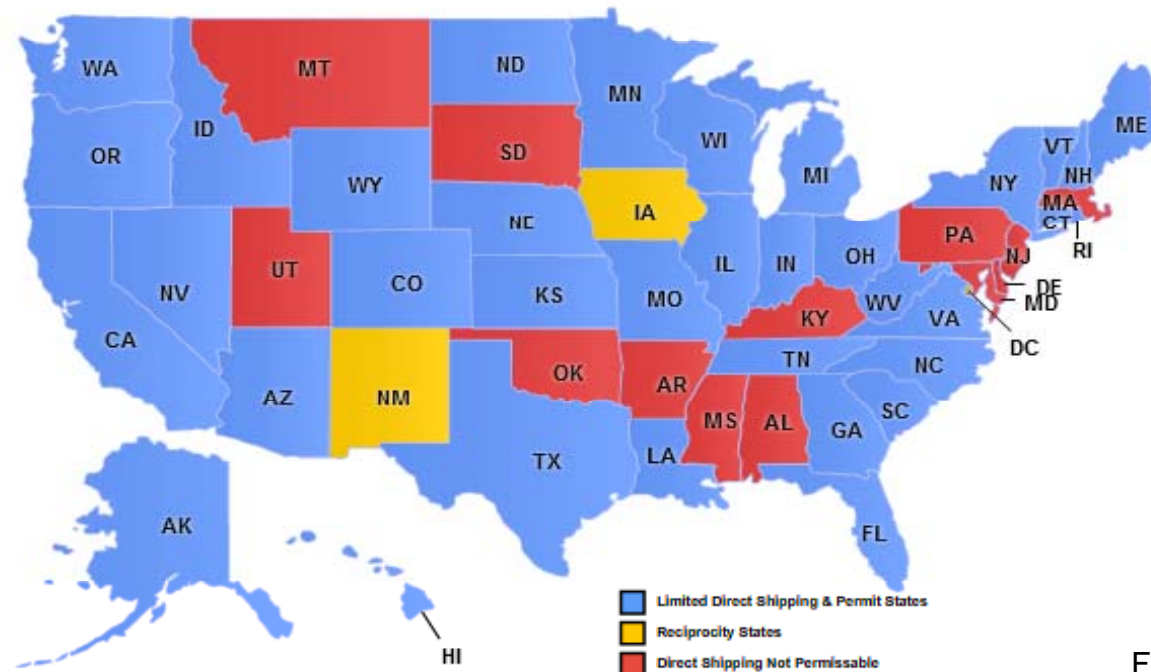 WA
MT
ND
MN
ME
ID
OR
SD
WI
VT
NH
MI
NY
WY
MA
IA
NE
CT
PA
RI
NJ
OH
UT
IL
IN
CO
NV
KS
MO
WV
DE
MD
KY
VA
CA
DC
TN
NC
OK
AR
AZ
NM
SC
MS
AL
GA
LA
TX
AK
FL
Limited Direct Shipping & Permit States
Reciprocity States
HI
Direct Shipping Not Permissable